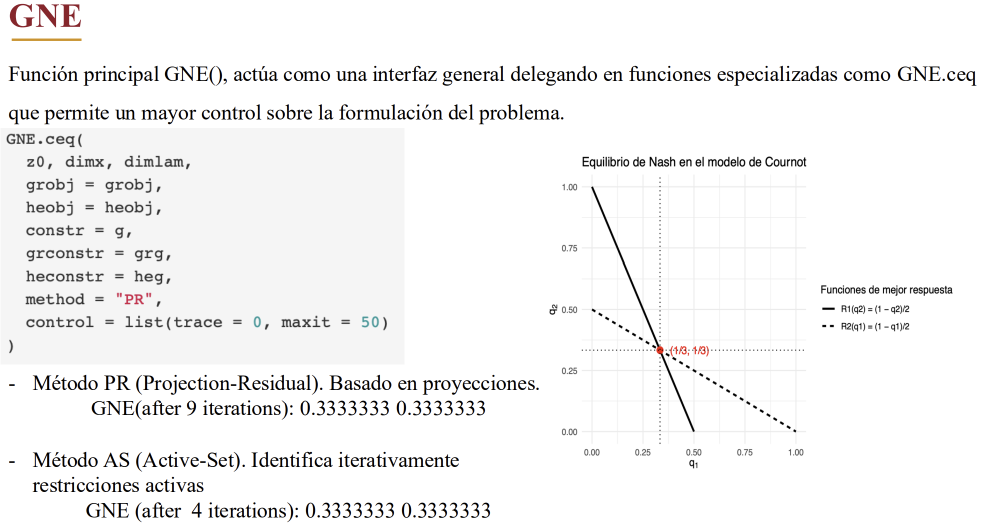 GNE
Función principal GNE(), actúa como una interfaz general delegando en funciones especializadas como GNE.ceq
que permite un mayor control sobre la formulación del problema.
GNE.ceq(
z0, dimx, dimlam,
grobj = grobj,
heobj = heobj,
constr = g,
grconstr = grg,
heconstr = heg,
method = "PR",
control = list(trace = 0, maxit = 50)
)
- Método PR (Projection-Residual). Basado en proyecciones.
GNE(after 9 iterations): 0.3333333 0.3333333
- Método AS (Active-Set). Identifica iterativamente
restricciones activas
GNE (after 4 iterations): 0.3333333 0.3333333
Equilibrio de Nash en el modelo de Cournot
1.00
0.75
0.50
0.25
0.00
q2
(1/3, 1/3)
0.00 0.25 0.50 0.75 1.00
q1
Funciones de mejor respuesta
R1(q2) = (1 − q2)/2
R2(q1) = (1 − q1)/2